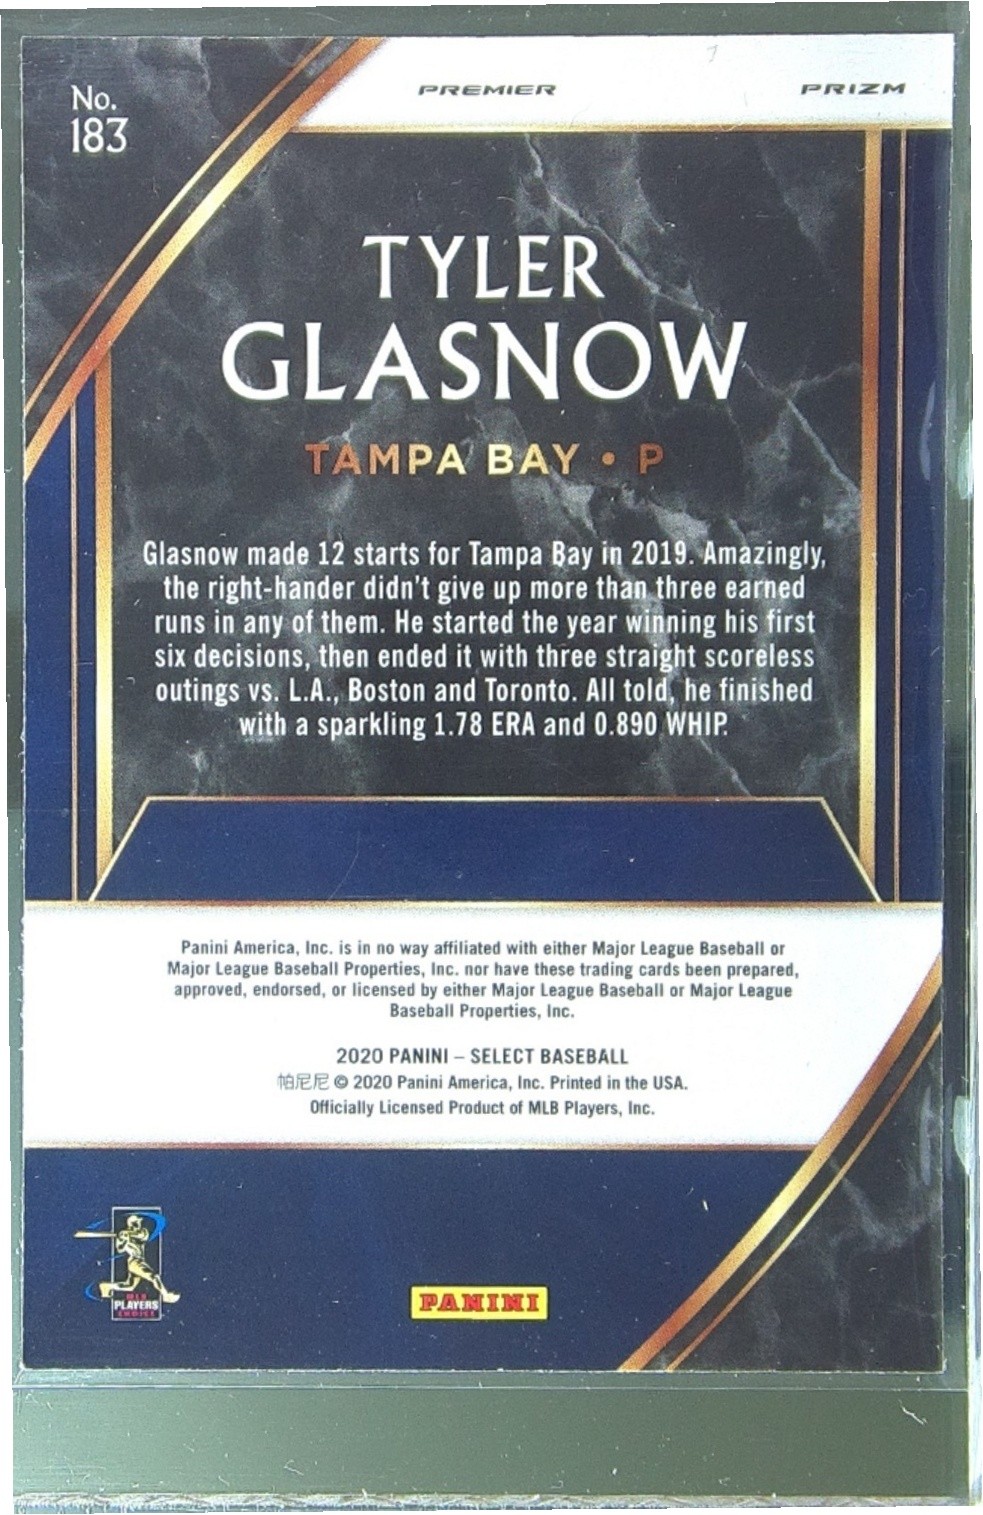 No.
183
PREMIER
PRIZM
TYLER
GLASNOW
TAMPA BAY • P
Glasnow made 12 starts for Tampa Bay in 2019. Amazingly,
the right-hander didn't give up more than three earned
runs in any of them. He started the year winning his first
six decisions, then ended it with three straight scoreless
outings vs. L.A., Boston and Toronto. All told, he finished
with a sparkling 1.78 ERA and 0.890 WHIP.
Panini America, Inc. is in no way affiliated with either Major League Baseball or
Major League Baseball Properties, Inc. nor have these trading cards been prepared,
approved, endorsed, or licensed by either Major League Baseball or Major League
Baseball Properties, Inc.
2020 PANINI – SELECT BASEBALL
帕尼尼 © 2020 Panini America, Inc. Printed in the USA.
Officially Licensed Product of MLB Players, Inc.
MLB
PLAYERS
CHOICE
PANINI